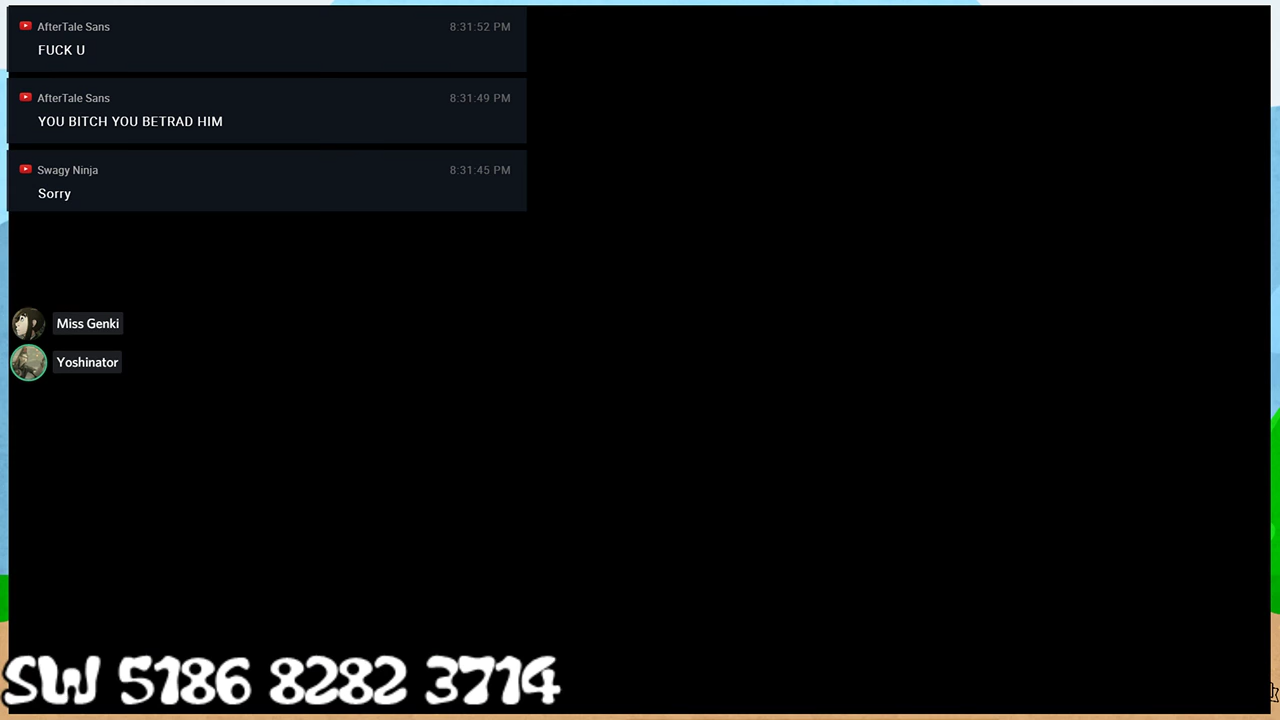 AfterTale Sans 8:31:52 PM
FUCK U
AfterTale Sans 8:31:49 PM
YOU BITCH YOU BETRAD HIM
Swagy Ninja 8:31:45 PM
Sorry
Miss Genki
Yoshinator
SW 5186 8282 3714